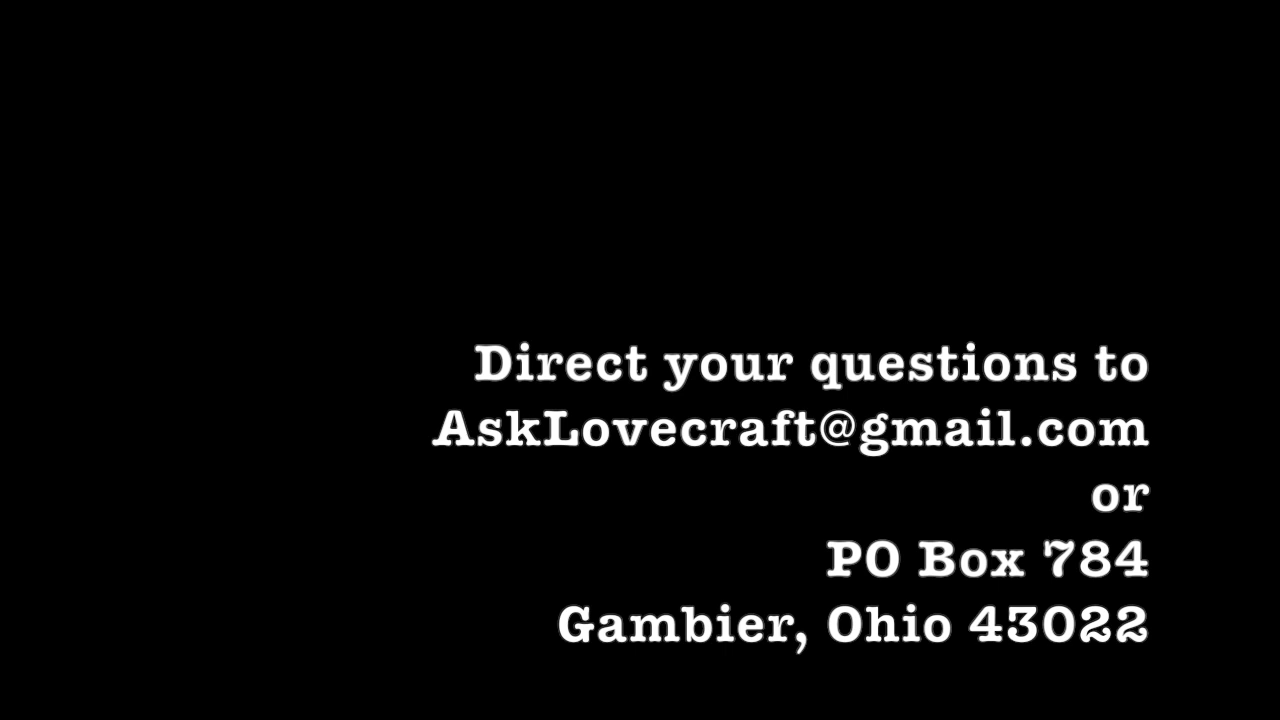 Direct your questions to
AskLovecraft@gmail.com
or
PO Box 784
Gambier, Ohio 43022